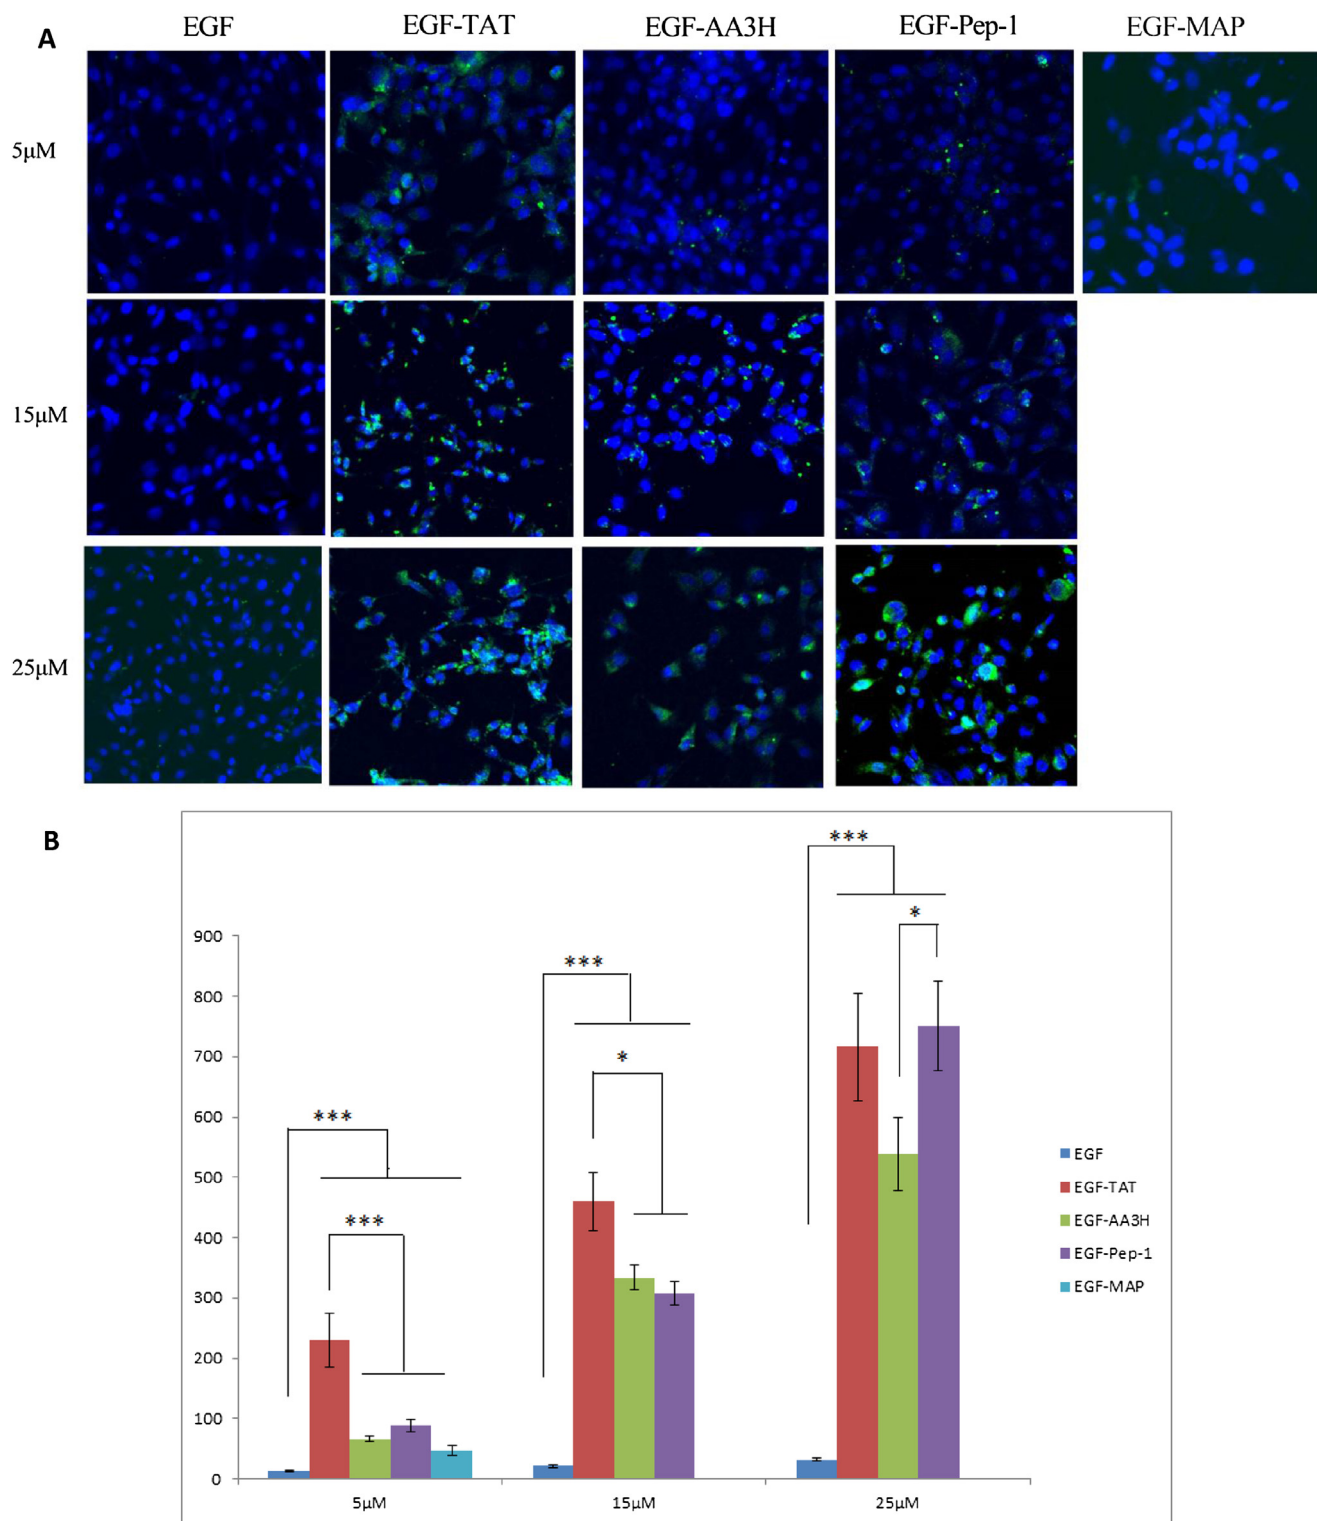 A
EGF EGF-TAT EGF-AA3H EGF-Pep-1 EGF-MAP
5µM
15µM
25µM
B
***
*
***
*
***
***
900
800
700
600
500
400
300
200
100
0
5µM 15µM 25µM
EGF
EGF-TAT
EGF-AA3H
EGF-Pep-1
EGF-MAP